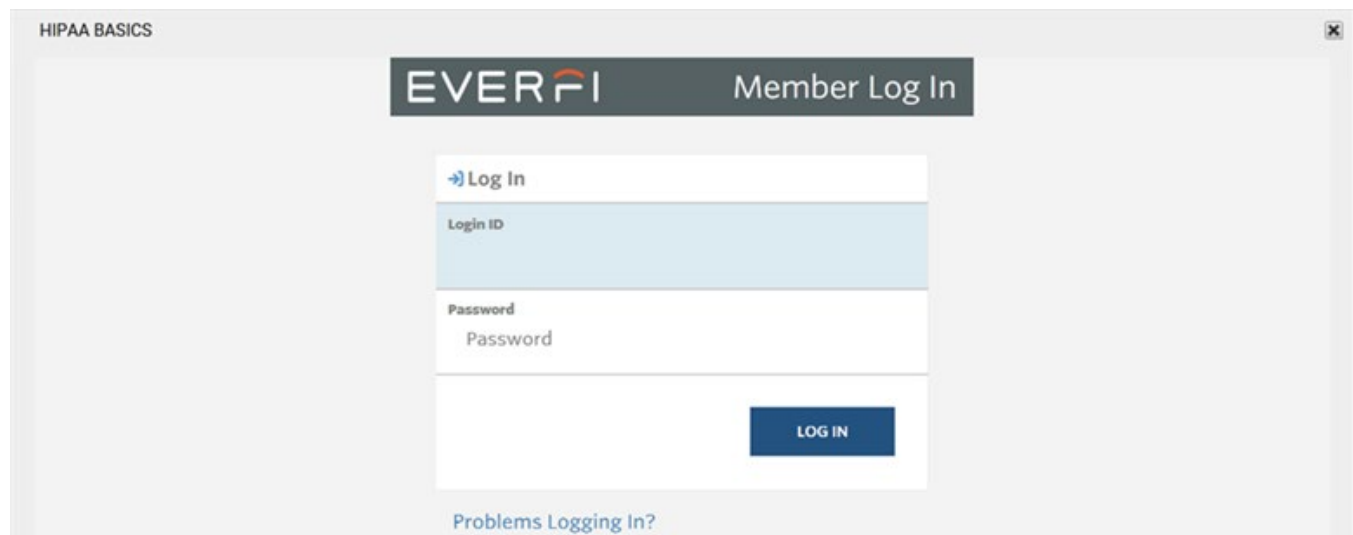 HIPAA BASICS
EVERFI Member Log In
Log In
Login ID
Password
Password
LOG IN
Problems Logging In?